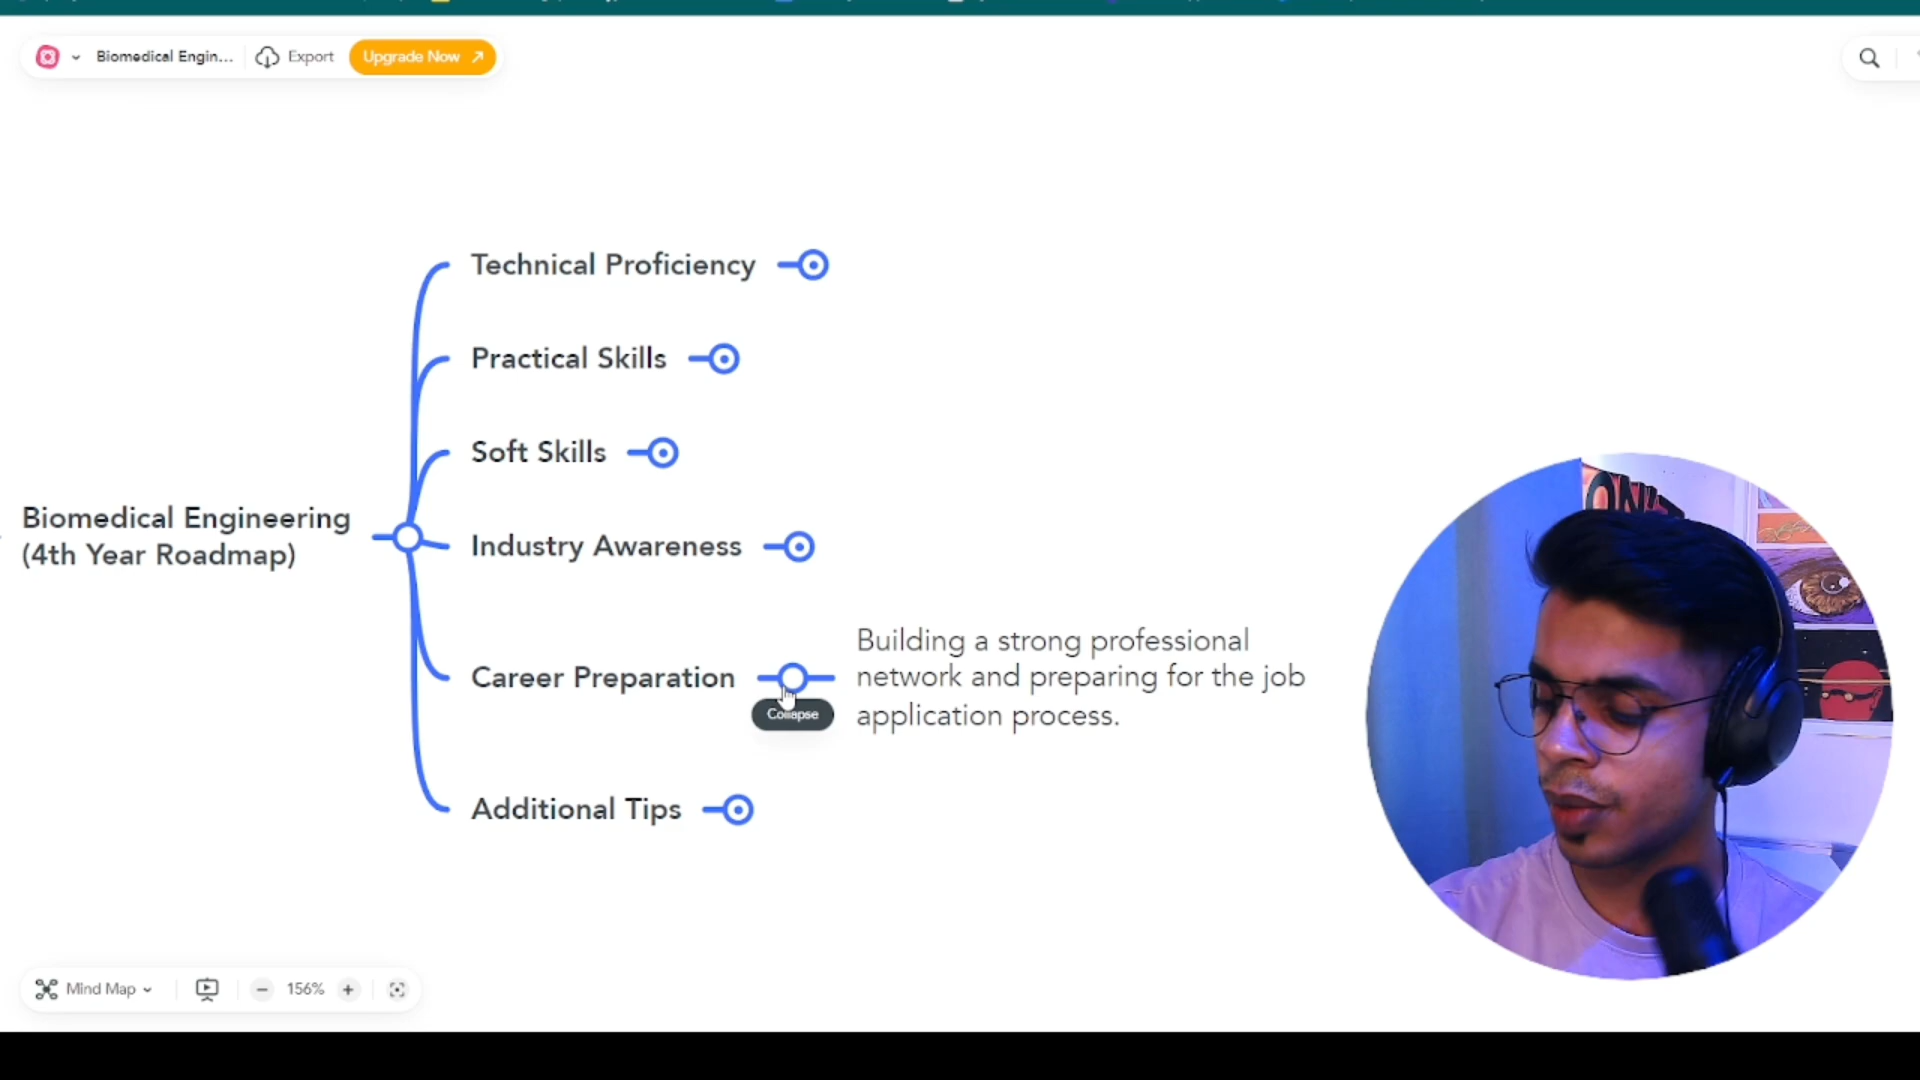 Biomedical Engin...
Export
Upgrade Now
Technical Proficiency
Practical Skills
Soft Skills
Biomedical Engineering
(4th Year Roadmap)
Industry Awareness
Building a strong professional
network and preparing for the job
application process.
Career Preparation
Collapse
Additional Tips
Mind Map
156%